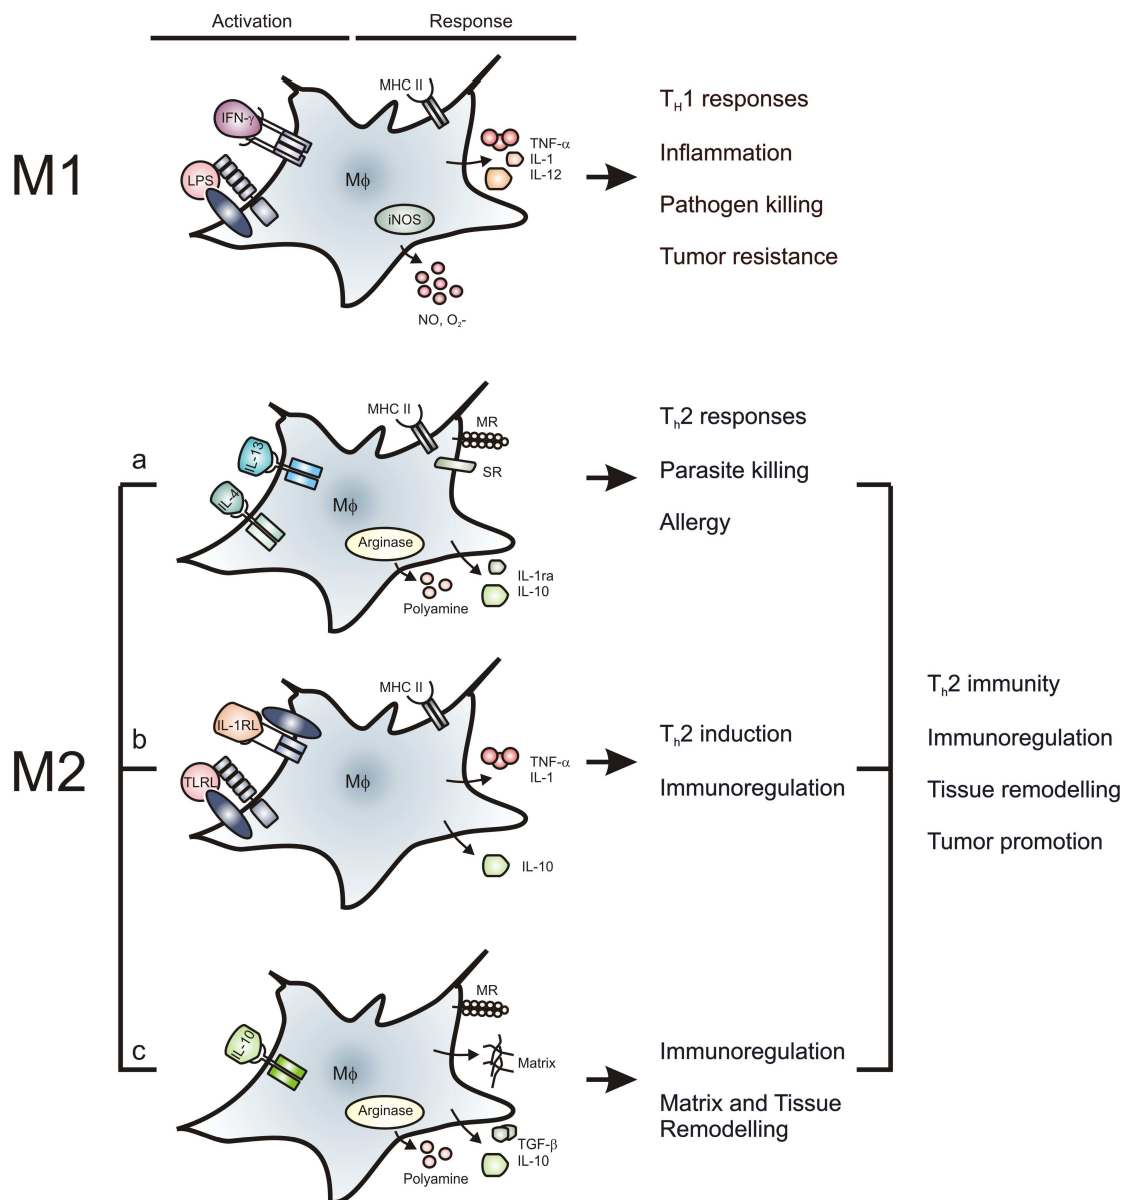 Activation
Response
M1
IFN-γ
LPS
MHC II
Mϕ
iNOS
TNF-α
IL-1
IL-12
NO, O₂-
T_H1 responses
Inflammation
Pathogen killing
Tumor resistance
M2
a
IL-13
IL-4
MHC II
MR
SR
Mϕ
Arginase
Polyamine
IL-1ra
IL-10
Tₕ2 responses
Parasite killing
Allergy
b
IL-1RL
TLRL
MHC II
Mϕ
TNF-α
IL-1
IL-10
Tₕ2 induction
Immunoregulation
c
IL-10
MR
Matrix
Mϕ
Arginase
Polyamine
TGF-β
IL-10
Immunoregulation
Matrix and Tissue
Remodelling
Tₕ2 immunity
Immunoregulation
Tissue remodelling
Tumor promotion